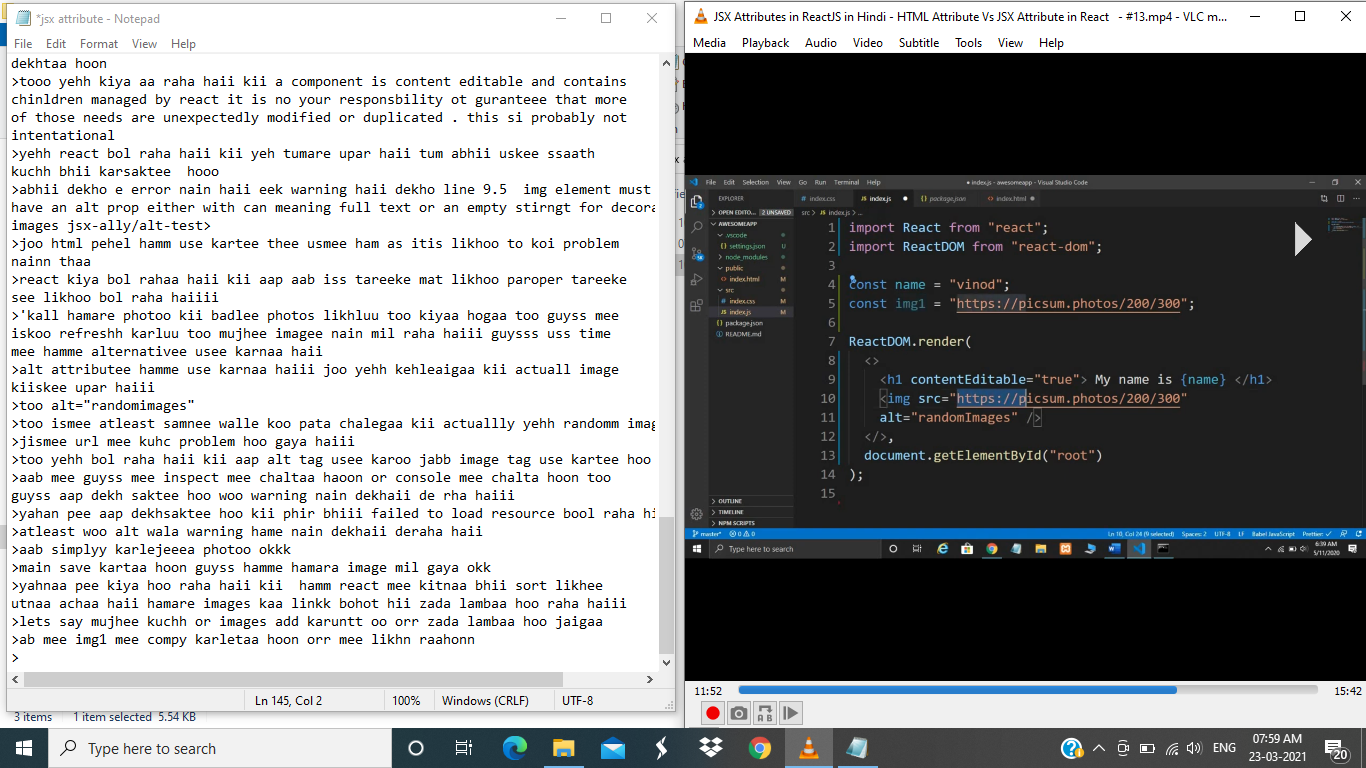 *jsx attribute - Notepad
File Edit Format View Help
dekhtaa hoon
>tooo yehh kiya aa raha haii kii a component is content editable and contains
chinldren managed by react it is no your responsbility ot guranteee that more
of those needs are unexpectedly modified or duplicated . this si probably not
intentational
>yehh react bol raha haii kii yeh tumare upar haii tum abhii uskee ssaath
kuchh bhii karsaktee  hooo
>abhii dekho e error nain haii eek warning haii dekho line 9.5  img element must
have an alt prop either with can meaning full text or an empty stirngt for decora
images jsx-ally/alt-test>
>joo html pehel hamm use kartee thee usmee ham as itis likhoo to koi problem
nainn thaa
>react kiya bol rahaa haii kii aap aab iss tareeke mat likhoo paroper tareeke
see likhoo bol raha haiiii
>'kall hamare photoo kii badlee photos likhluu too kiyaa hogaa too guyss mee
iskoo refreshh karluu too mujhee imagee nain mil raha haiii guysss uss time
mee hamme alternativee usee karnaa haii
>alt attributee hamme use karnaa haiii joo yehh kehleaigaa kii actuall image
kiiskee upar haiii
>too alt="randomimages"
>too ismee atleast samnee walle koo pata chalegaa kii actuallly yehh randomm imag
>jismee url mee kuhc problem hoo gaya haiii
>too yehh bol raha haii kii aap alt tag usee karoo jabb image tag use kartee hoo
>aab mee guyss mee inspect mee chaltaa haoon or console mee chalta hoon too
guyss aap dekh saktee hoo woo warning nain dekhaii de rha haiii
>yahan pee aap dekhsaktee hoo kii phir bhiii failed to load resource bool raha hi
>atleast woo alt wala warning hame nain dekhaii deraha haii
>aab simplyy karlejeeea photoo okkk
>main save kartaa hoon guyss hamme hamara image mil gaya okk
>yahnaa pee kiya hoo raha haii kii  hamm react mee kitnaa bhii sort likhee
utnaa achaa haii hamare images kaa linkk bohot hii zada lambaa hoo raha haiii
>lets say mujhee kuchh or images add karuntt oo orr zada lambaa hoo jaigaa
>ab mee img1 mee compy karletaa hoon orr mee likhn raahonn
>
Ln 145, Col 2 100% Windows (CRLF) UTF-8
3 items 1 item selected 5.54 KB
JSX Attributes in ReactJS in Hindi - HTML Attribute Vs JSX Attribute in React  - #13.mp4 - VLC m...
Media Playback Audio Video Subtitle Tools View Help
File Edit Selection View Go Run Terminal Help
● index.js - awesomeapp - Visual Studio Code
EXPLORER
OPEN EDITO... 2 UNSAVED
AWESOMEAPP
.vscode
settings.json U
node_modules
public
index.html M
src
index.css M
index.js M
package.json
README.md
OUTLINE
TIMELINE
NPM SCRIPTS
index.css index.js package.json index.html
src > index.js > ...
1 import React from "react";
2 import ReactDOM from "react-dom";
3
4 const name = "vinod";
5 const img1 = "https://picsum.photos/200/300";
6
7 ReactDOM.render(
8 <>
9 <h1 contentEditable="true"> My name is {name} </h1>
10 <img src="https://picsum.photos/200/300"
11 alt="randomImages" />
12 </>,
13 document.getElementById("root")
14 );
15
master* 0 0 Ln 10, Col 24 (9 selected) Spaces: 2 UTF-8 LF Babel JavaScript Prettier: ✓
Type here to search
6:39 AM
5/11/2020
11:52 15:42
Type here to search
ENG
07:59 AM
23-03-2021
20